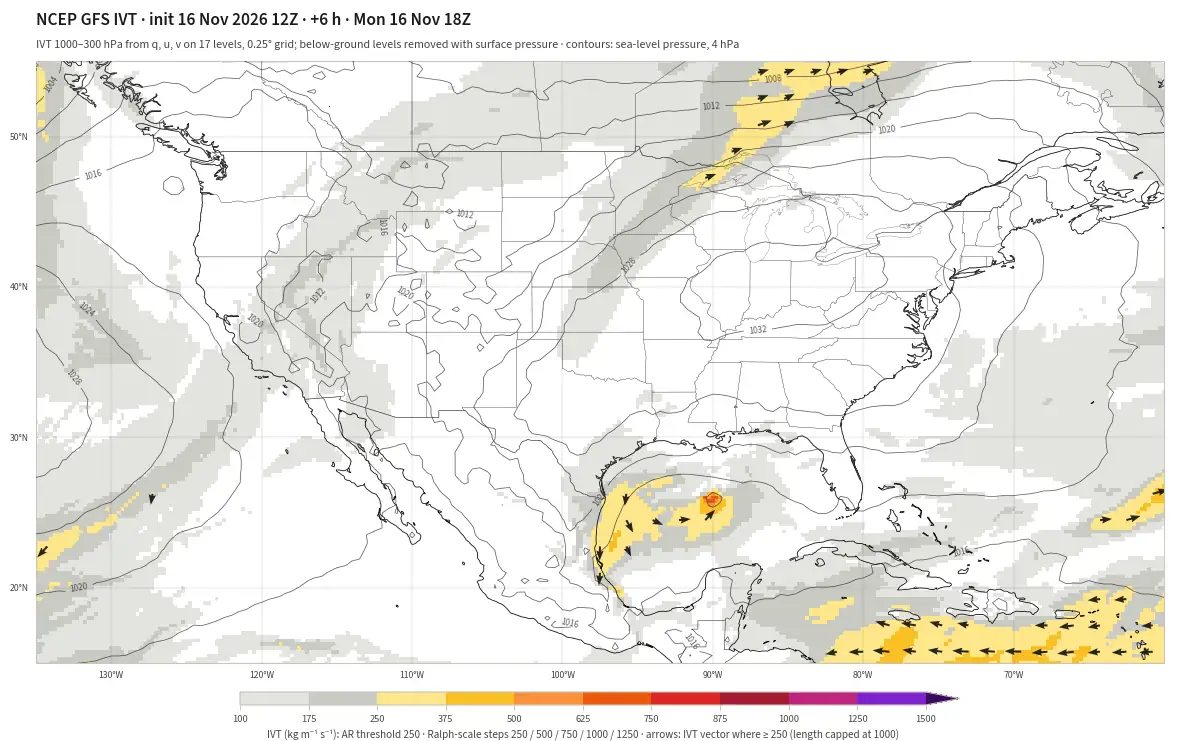 NCEP GFS IVT · init 16 Nov 2026 12Z · +6 h · Mon 16 Nov 18Z
IVT 1000–300 hPa from q, u, v on 17 levels, 0.25° grid; below-ground levels removed with surface pressure · contours: sea-level pressure, 4 hPa
1004
1008
1012
50°N
1020
1016
1012
1016
1028
40°N
1012
1020
1024
1020
1032
1028
30°N
1016
20°N
1020
1016
1016
130°W 120°W 110°W 100°W 90°W 80°W 70°W
100 175 250 375 500 625 750 875 1000 1250 1500
IVT (kg m⁻¹ s⁻¹): AR threshold 250 · Ralph-scale steps 250 / 500 / 750 / 1000 / 1250 · arrows: IVT vector where ≥ 250 (length capped at 1000)